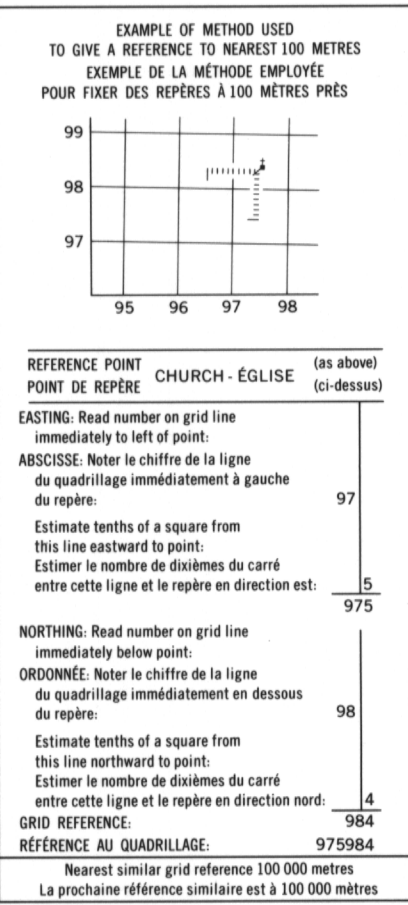 EXAMPLE OF METHOD USED
TO GIVE A REFERENCE TO NEAREST 100 METRES
EXEMPLE DE LA MÉTHODE EMPLOYÉE
POUR FIXER DES REPÈRES À 100 MÈTRES PRÈS
99
98
97
95 96 97 98
REFERENCE POINT
POINT DE REPÈRE
CHURCH - ÉGLISE
(as above)
(ci-dessus)
EASTING: Read number on grid line
immediately to left of point:
ABSCISSE: Noter le chiffre de la ligne
du quadrillage immédiatement à gauche
du repère: 97
Estimate tenths of a square from
this line eastward to point:
Estimer le nombre de dixièmes du carré
entre cette ligne et le repère en direction est: 5
975
NORTHING: Read number on grid line
immediately below point:
ORDONNÉE: Noter le chiffre de la ligne
du quadrillage immédiatement en dessous
du repère: 98
Estimate tenths of a square from
this line northward to point:
Estimer le nombre de dixièmes du carré
entre cette ligne et le repère en direction nord: 4
GRID REFERENCE: 984
RÉFÉRENCE AU QUADRILLAGE: 975984
Nearest similar grid reference 100 000 metres
La prochaine référence similaire est à 100 000 mètres